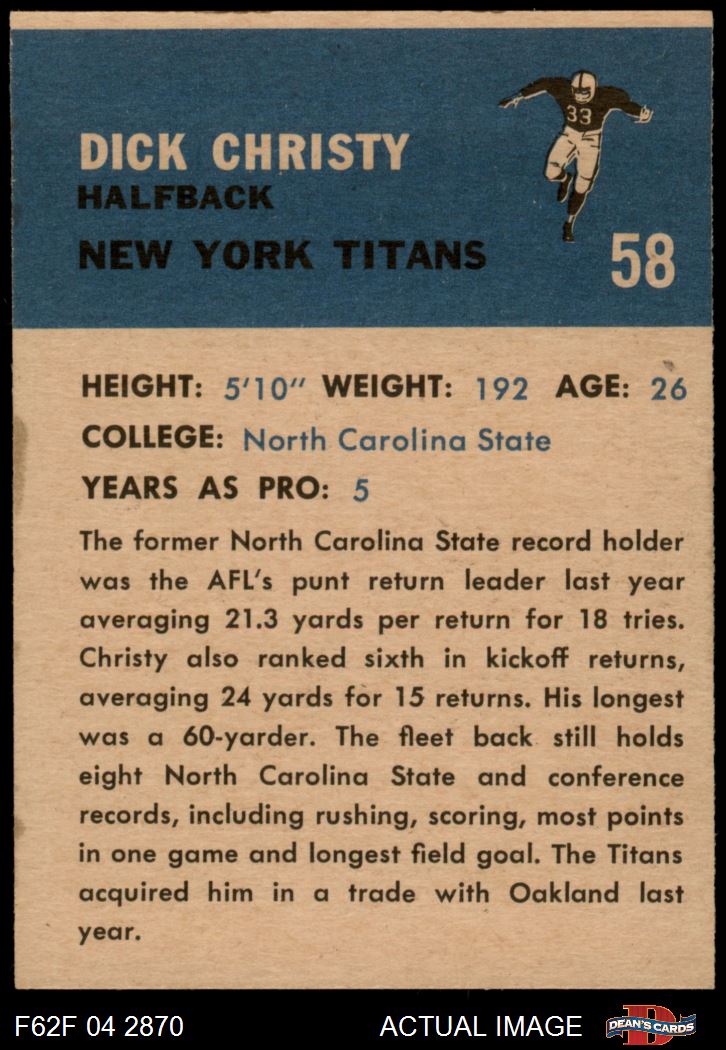 DICK CHRISTY
HALFBACK
NEW YORK TITANS
33
58
HEIGHT: 5'10" WEIGHT: 192 AGE: 26
COLLEGE: North Carolina State
YEARS AS PRO: 5
The former North Carolina State record holder
was the AFL's punt return leader last year
averaging 21.3 yards per return for 18 tries.
Christy also ranked sixth in kickoff returns,
averaging 24 yards for 15 returns. His longest
was a 60-yarder. The fleet back still holds
eight North Carolina State and conference
records, including rushing, scoring, most points
in one game and longest field goal. The Titans
acquired him in a trade with Oakland last
year.
F62F 04 2870 ACTUAL IMAGE D DEAN'S CARDS